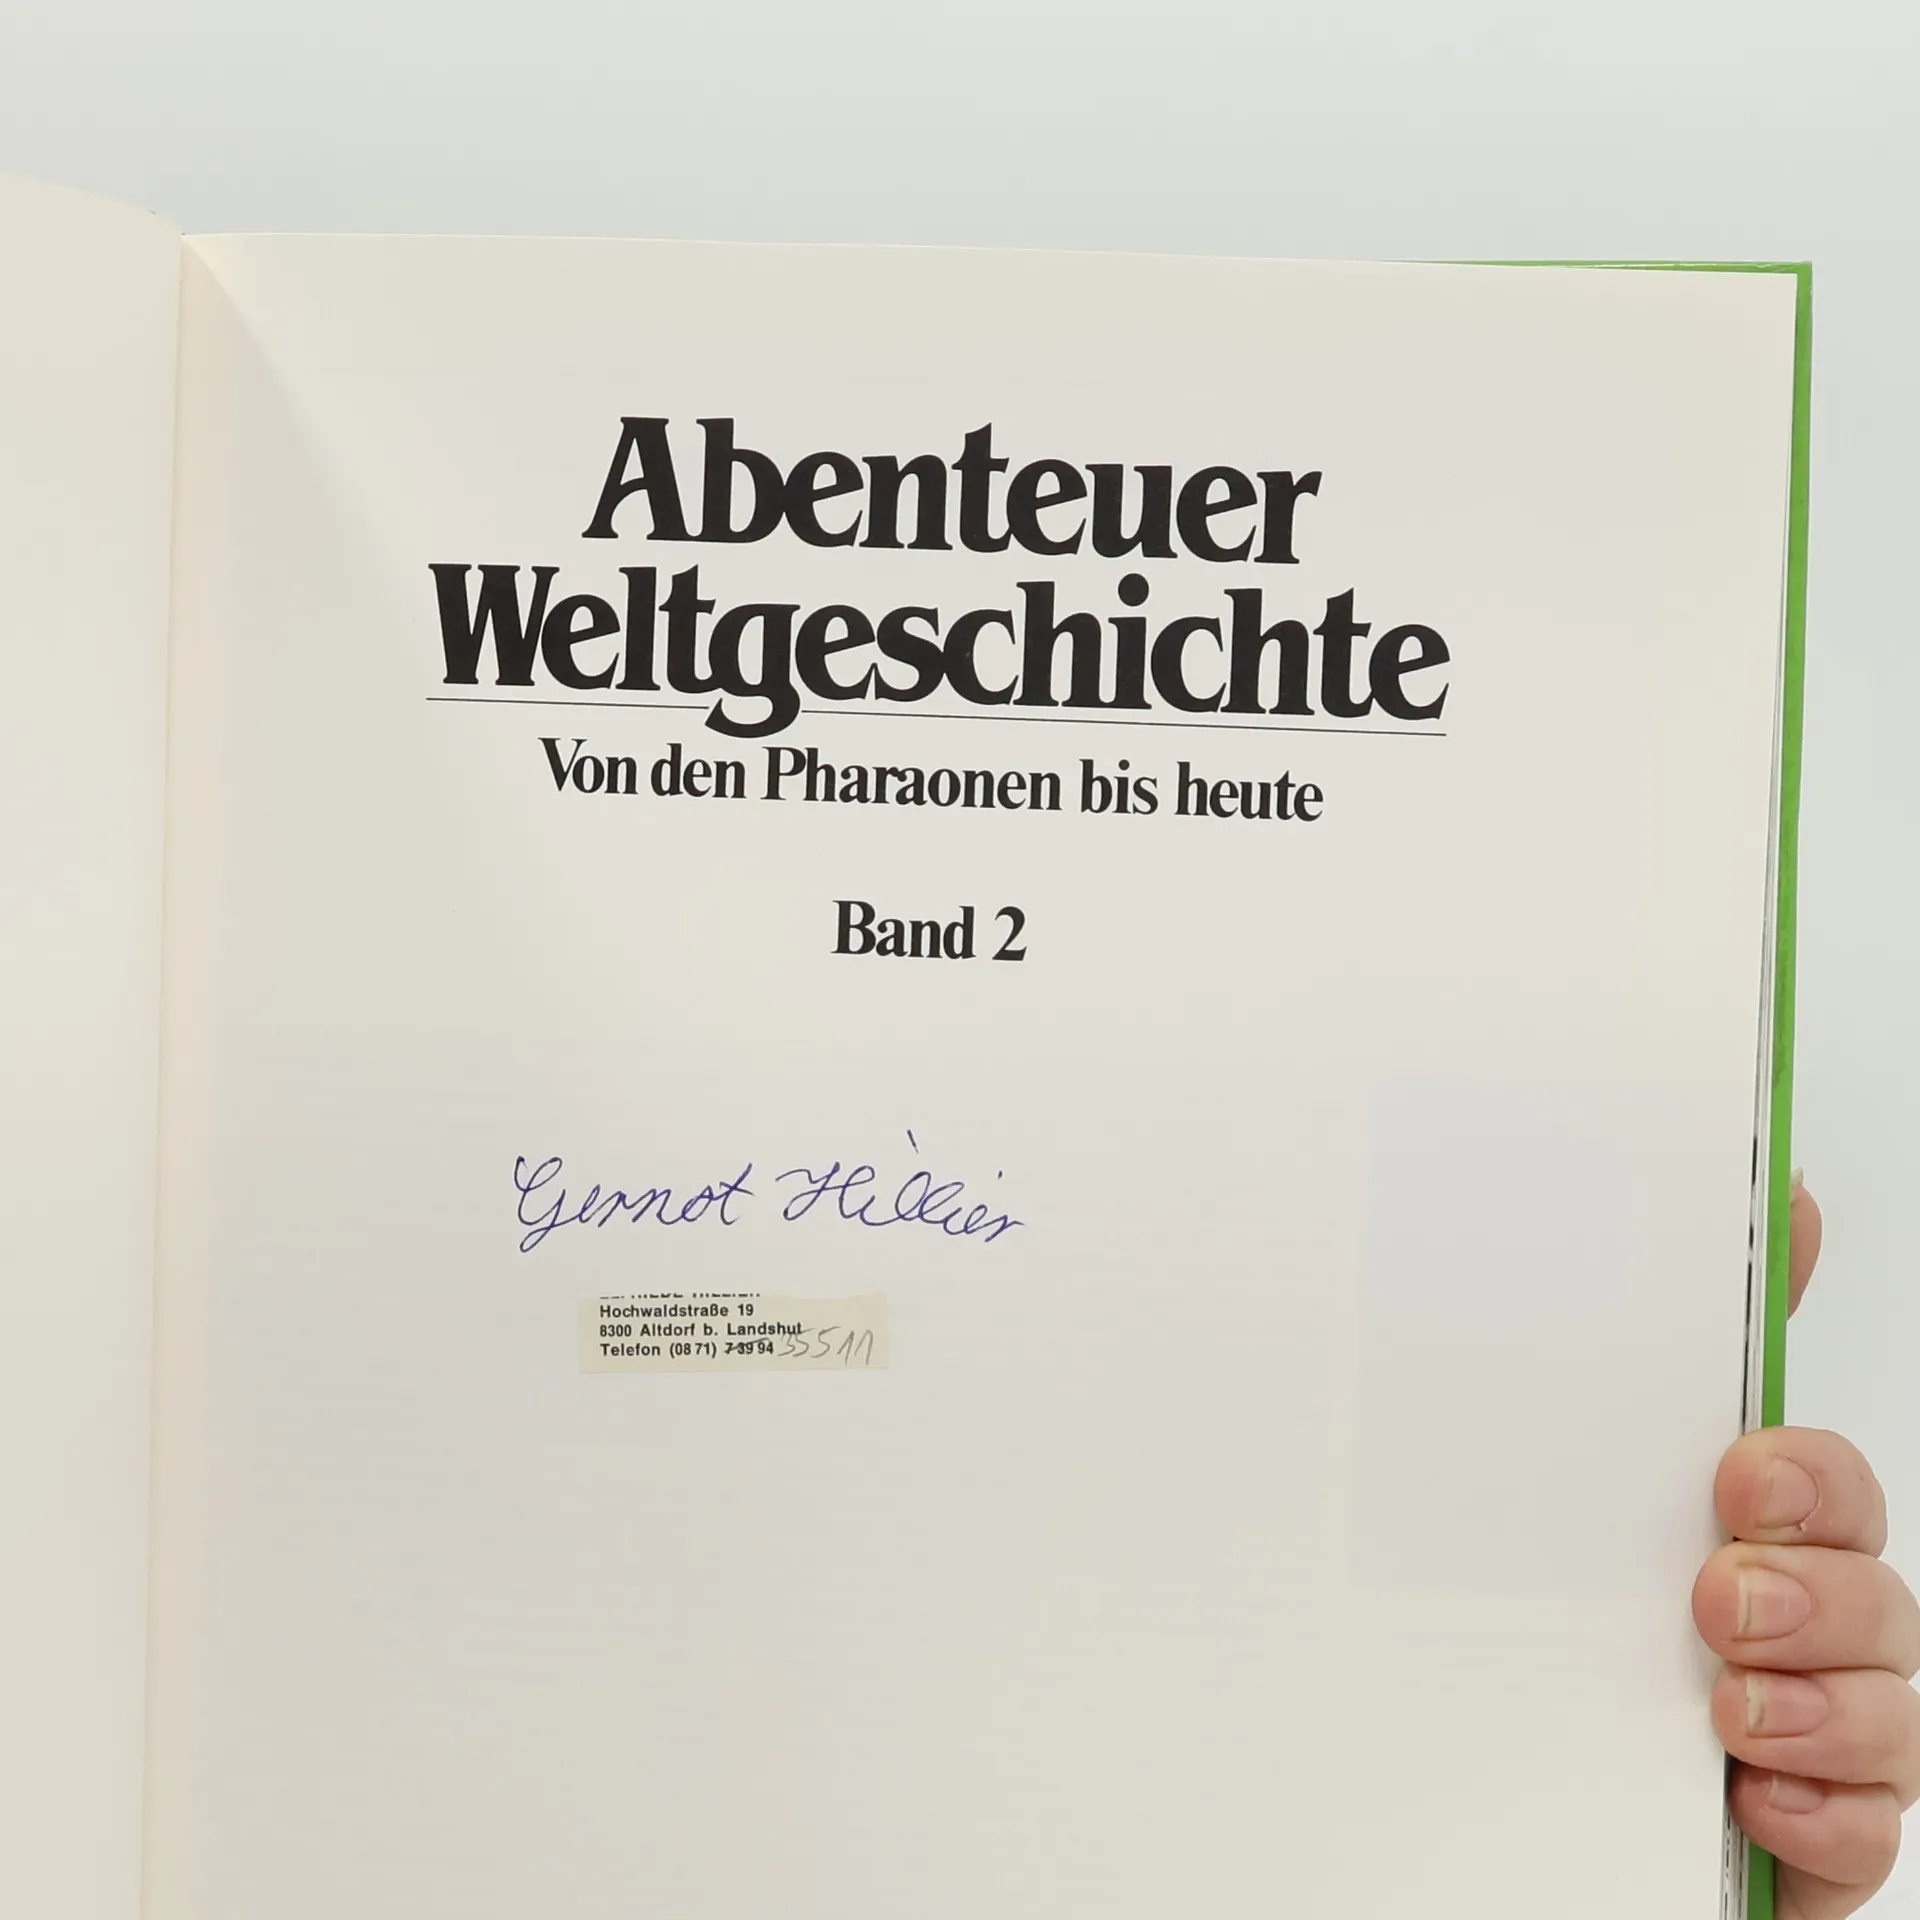 Abenteuer
Weltgeschichte
Von den Pharaonen bis heute
Band 2
Gernot Hillier
Hochwaldstraße 19
8300 Altdorf b. Landshut
Telefon (08 71) 7 39 94 35511